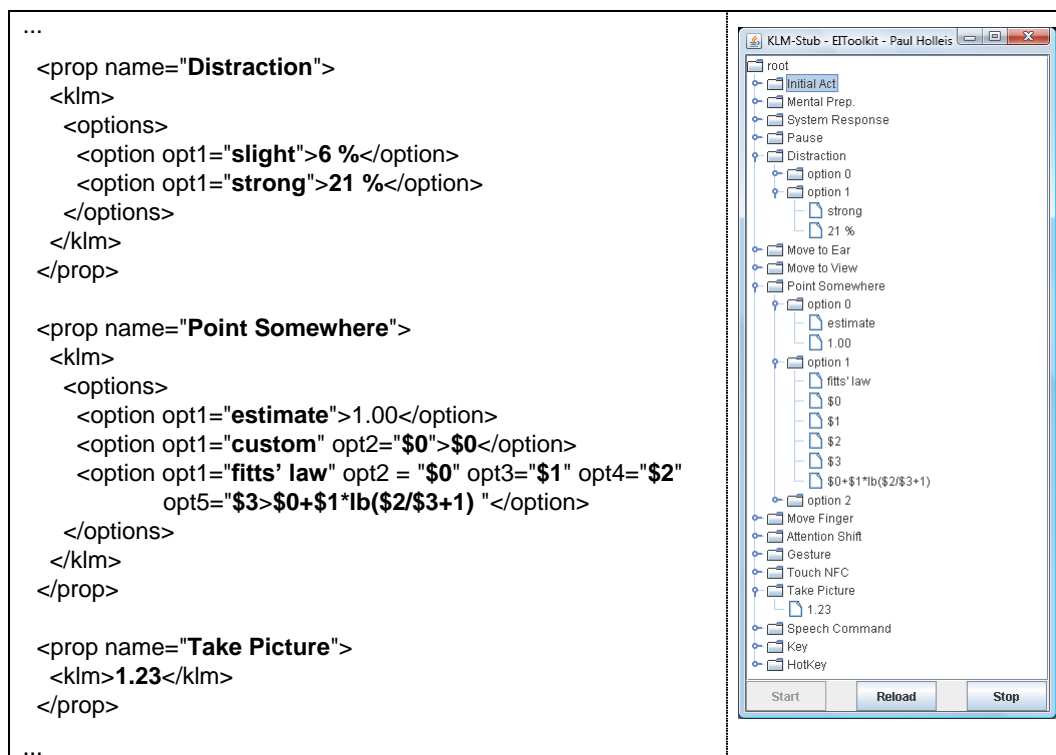 ...
<prop name="Distraction">
<klm>
<options>
<option opt1="slight">6 %</option>
<option opt1="strong">21 %</option>
</options>
</klm>
</prop>
<prop name="Point Somewhere">
<klm>
<options>
<option opt1="estimate">1.00</option>
<option opt1="custom" opt2="$0">$0</option>
<option opt1="fitts’ law" opt2 = "$0" opt3="$1" opt4="$2"
opt5="$3>$0+$1*lb($2/$3+1) "</option>
</options>
</klm>
</prop>
<prop name="Take Picture">
<klm>1.23</klm>
</prop>
...
KLM-Stub - EIToolkit - Paul Holleis
root
Initial Act
Mental Prep.
System Response
Pause
Distraction
option 0
option 1
strong
21 %
Move to Ear
Move to View
Point Somewhere
option 0
estimate
1.00
option 1
fitts' law
$0
$1
$2
$3
$0+$1*lb($2/$3+1)
option 2
Move Finger
Attention Shift
Gesture
Touch NFC
Take Picture
1.23
Speech Command
Key
HotKey
Start Reload Stop